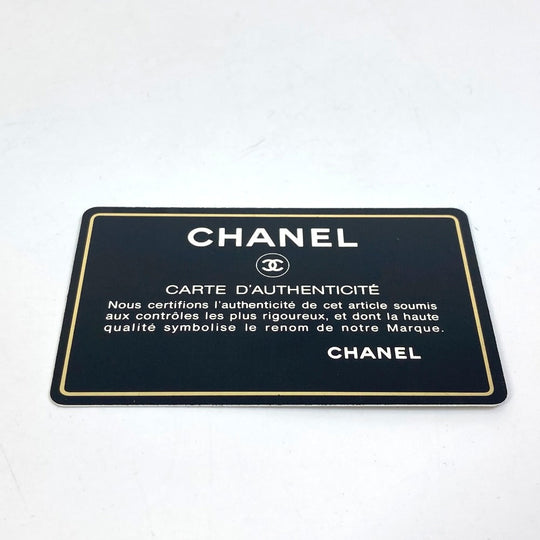 CHANEL
CARTE D'AUTHENTICITÉ
Nous certifions l'authenticité de cet article soumis
aux contrôles les plus rigoureux, et dont la haute
qualité symbolise le renom de notre Marque.
CHANEL